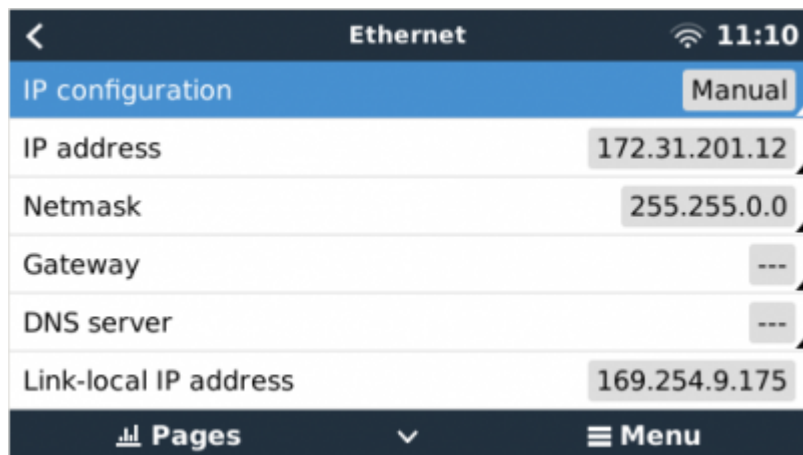 Ethernet 11:10
IP configuration Manual
IP address 172.31.201.12
Netmask 255.255.0.0
Gateway ---
DNS server ---
Link-local IP address 169.254.9.175
Pages Menu